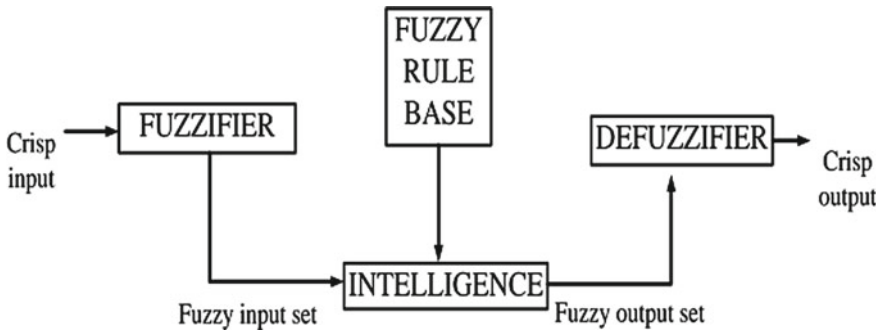 FUZZY
RULE
BASE
FUZZIFIER
DEFUZZIFIER
Crisp
input
Crisp
output
INTELLIGENCE
Fuzzy input set
Fuzzy output set